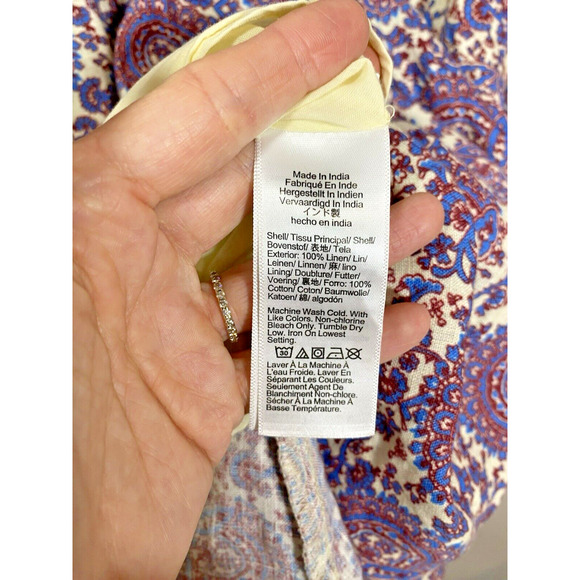 Made In India
Fabriqué En Inde
Hergestellt In Indien
Vervaardigd In India
インド製
hecho en india
Shell/ Tissu Principal/ Shell/
Bovenstof/ 表地/ Tela
Exterior: 100% Linen/ Lin/
Leinen/ Linnen/ 麻/ lino
Lining/ Doublure/ Futter/
Voering/ 裏地/ Forro: 100%
Cotton/ Coton/ Baumwolle/
Katoen/ 綿/ algodón
Machine Wash Cold. With
Like Colors. Non-chlorine
Bleach Only. Tumble Dry
Low. Iron On Lowest
Setting.
30
Laver À La Machine À
L'eau Froide. Laver En
Séparant Les Couleurs.
Seulement Agent De
Blanchiment Non-chlore.
Sécher À La Machine À
Basse Température.